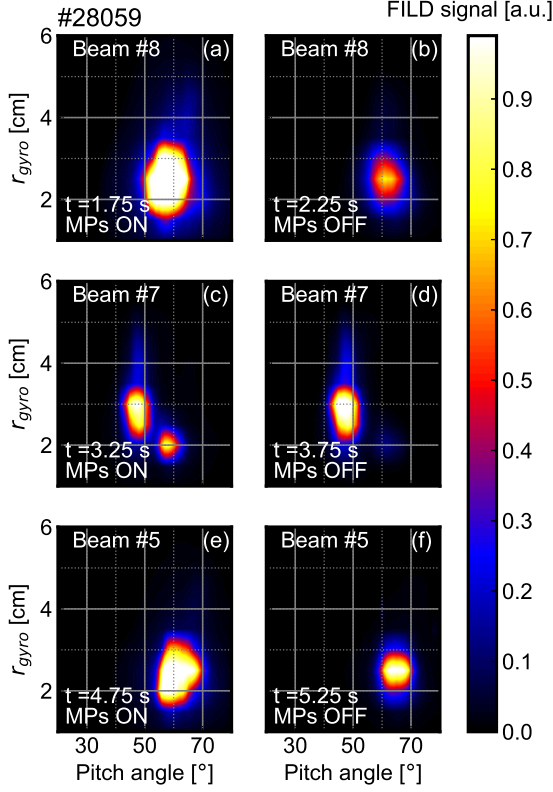 #28059
FILD signal [a.u.]
6
4
2
r_gyro [cm]
Beam #8
(a)
t =1.75 s
MPs ON
Beam #8
(b)
t =2.25 s
MPs OFF
6
4
2
r_gyro [cm]
Beam #7
(c)
t =3.25 s
MPs ON
Beam #7
(d)
t =3.75 s
MPs OFF
6
4
2
r_gyro [cm]
Beam #5
(e)
t =4.75 s
MPs ON
Beam #5
(f)
t =5.25 s
MPs OFF
30 50 70
30 50 70
Pitch angle [°]
Pitch angle [°]
0.9
0.8
0.7
0.6
0.5
0.4
0.3
0.2
0.1
0.0